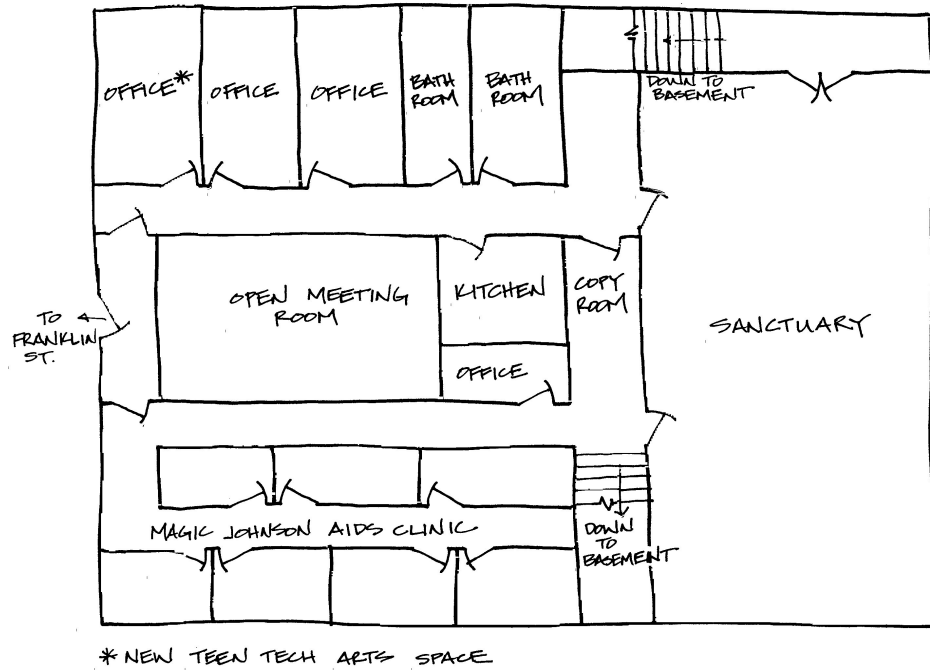 OFFICE*
OFFICE
OFFICE
BATH
ROOM
BATH
ROOM
DOWN TO
BASEMENT
OPEN MEETING
ROOM
KITCHEN
COPY
ROOM
OFFICE
SANCTUARY
TO
FRANKLIN
ST.
MAGIC JOHNSON AIDS CLINIC
DOWN
TO
BASEMENT
* NEW TEEN TECH ARTS SPACE